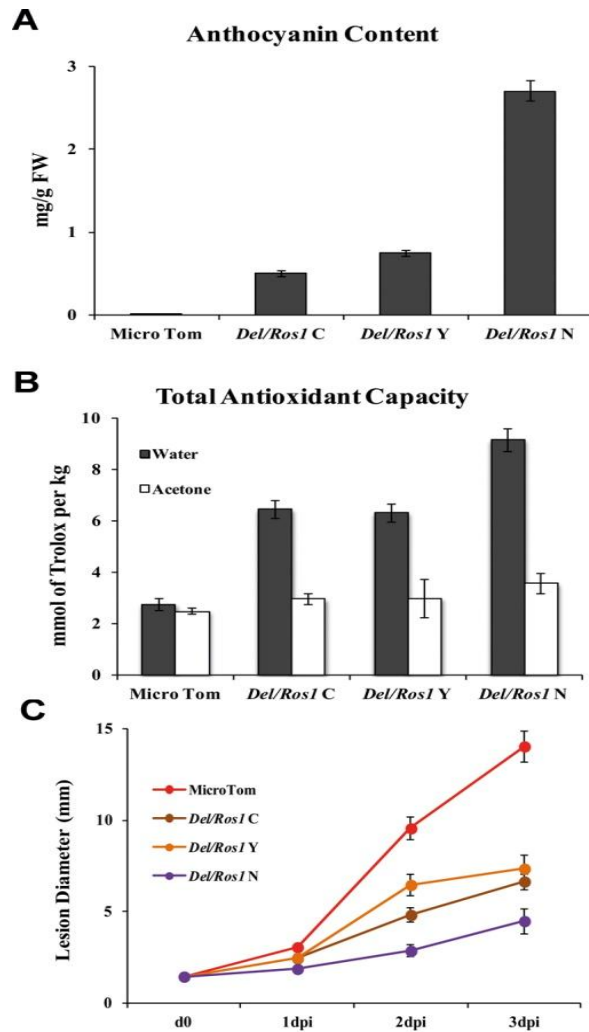 A
Anthocyanin Content
3
2
1
0
mg/g FW
Micro Tom Del/Ros1 C Del/Ros1 Y Del/Ros1 N
B
Total Antioxidant Capacity
10
8
6
4
2
0
mmol of Trolox per kg
Water
Acetone
Micro Tom Del/Ros1 C Del/Ros1 Y Del/Ros1 N
C
15
10
5
0
Lesion Diameter (mm)
MicroTom
Del/Ros1 C
Del/Ros1 Y
Del/Ros1 N
d0 1dpi 2dpi 3dpi